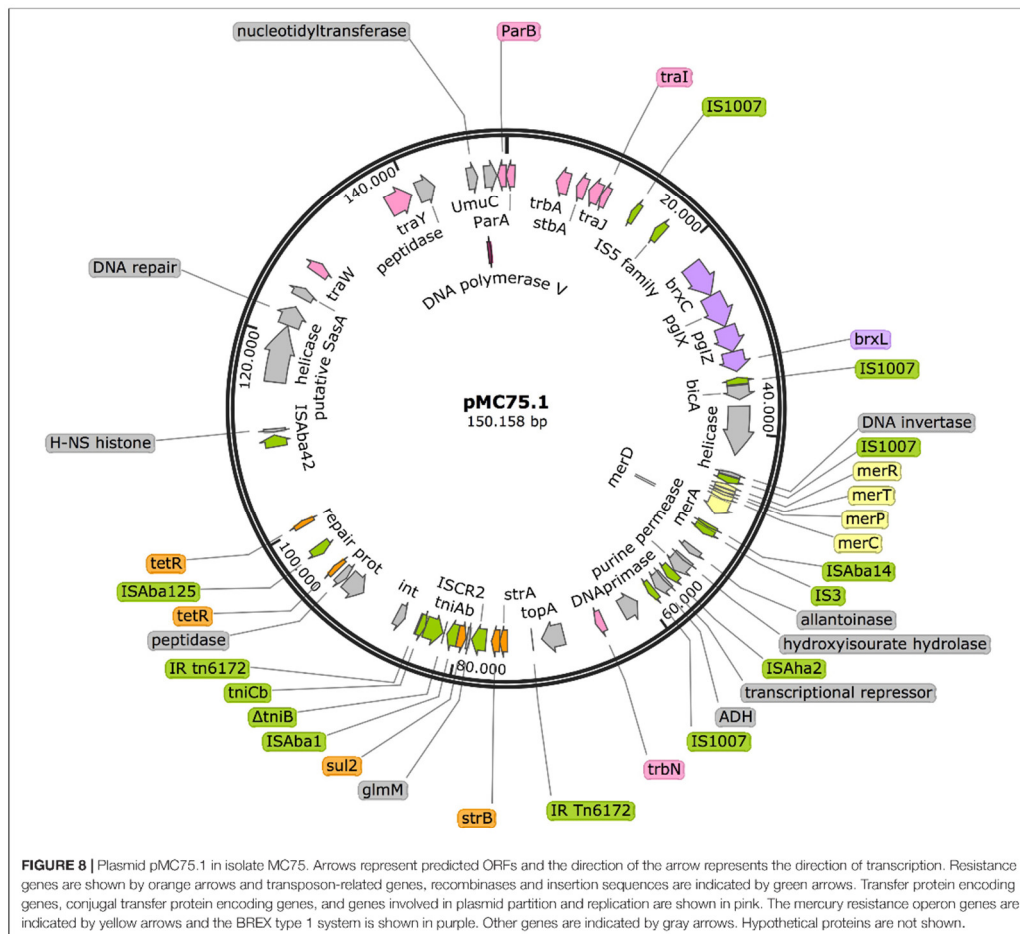 nucleotidyltransferase
ParB
traI
IS1007
140.000
traY
peptidase
UmuC
ParA
DNA polymerase V
trbA
stbA
traJ
IS5 family
20.000
DNA repair
traW
putative SasA
helicase
120.000
brxC
pglX
pglZ
brxL
IS1007
bicA
40.000
pMC75.1
150.158 bp
ISAba42
H-NS histone
helicase
DNA invertase
IS1007
merR
merT
merP
merC
merD
merA
purine permease
ISAba14
IS3
allantoinase
hydroxyisourate hydrolase
ISAha2
transcriptional repressor
ADH
IS1007
60.000
DNAprimase
trbN
topA
IR Tn6172
strA
strB
80.000
ISCR2
tniAb
int
glmM
sul2
ISAba1
ΔtniB
tniCb
IR tn6172
peptidase
tetR
ISAba125
tetR
100.000
repair prot
FIGURE 8 | Plasmid pMC75.1 in isolate MC75. Arrows represent predicted ORFs and the direction of the arrow represents the direction of transcription. Resistance
genes are shown by orange arrows and transposon-related genes, recombinases and insertion sequences are indicated by green arrows. Transfer protein encoding
genes, conjugal transfer protein encoding genes, and genes involved in plasmid partition and replication are shown in pink. The mercury resistance operon genes are
indicated by yellow arrows and the BREX type 1 system is shown in purple. Other genes are indicated by gray arrows. Hypothetical proteins are not shown.